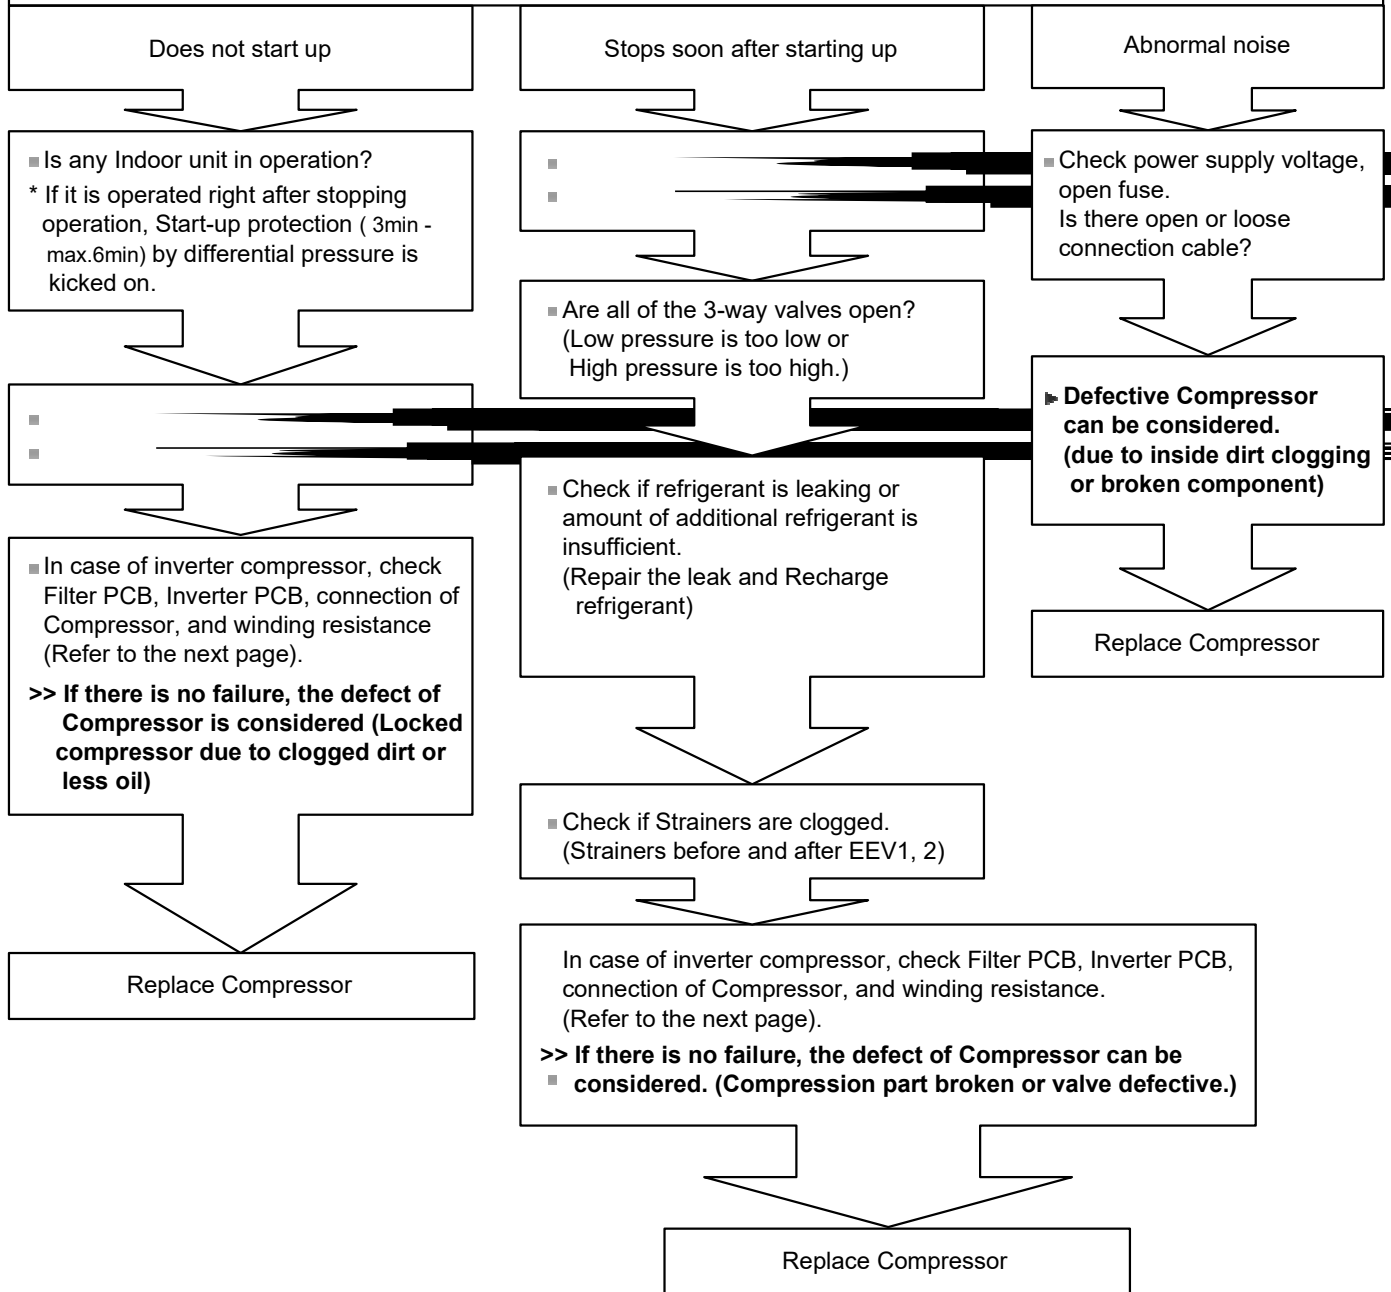 Does not start up
Is any Indoor unit in operation?
* If it is operated right after stopping
operation, Start-up protection ( 3min -
max.6min) by differential pressure is
kicked on.
In case of inverter compressor, check
Filter PCB, Inverter PCB, connection of
Compressor, and winding resistance
(Refer to the next page).
>> If there is no failure, the defect of
Compressor is considered (Locked
compressor due to clogged dirt or
less oil)
Replace Compressor
Stops soon after starting up
Are all of the 3-way valves open?
(Low pressure is too low or
High pressure is too high.)
Check if refrigerant is leaking or
amount of additional refrigerant is
insufficient.
(Repair the leak and Recharge
refrigerant)
Check if Strainers are clogged.
(Strainers before and after EEV1, 2)
In case of inverter compressor, check Filter PCB, Inverter PCB,
connection of Compressor, and winding resistance.
(Refer to the next page).
>> If there is no failure, the defect of Compressor can be
considered. (Compression part broken or valve defective.)
Replace Compressor
Abnormal noise
Check power supply voltage,
open fuse.
Is there open or loose
connection cable?
Defective Compressor
can be considered.
(due to inside dirt clogging
or broken component)
Replace Compressor